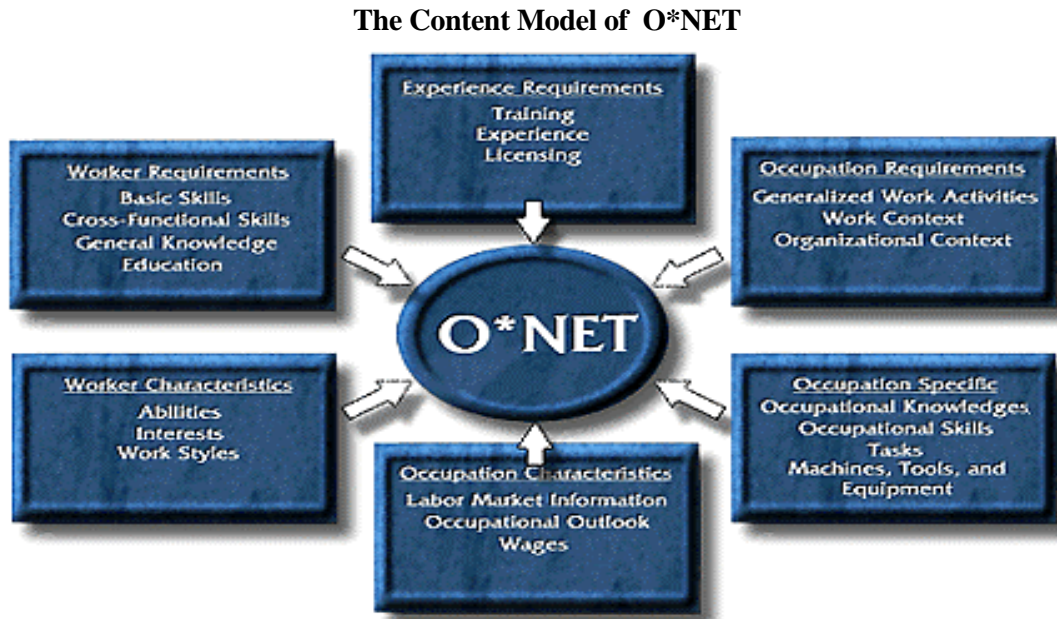 The Content Model of O*NET
Experience Requirements
Training
Experience
Licensing
Worker Requirements
Basic Skills
Cross-Functional Skills
General Knowledge
Education
Occupation Requirements
Generalized Work Activities
Work Context
Organizational Context
O*NET
Worker Characteristics
Abilities
Interests
Work Styles
Occupation Characteristics
Labor Market Information
Occupational Outlook
Wages
Occupation Specific
Occupational Knowledges
Occupational Skills
Tasks
Machines, Tools, and
Equipment